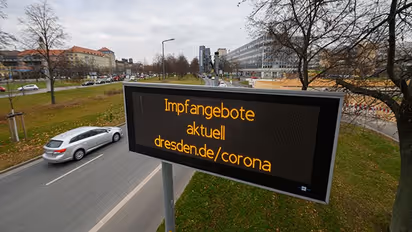 Impfangebote
aktuell
dresden.de/corona